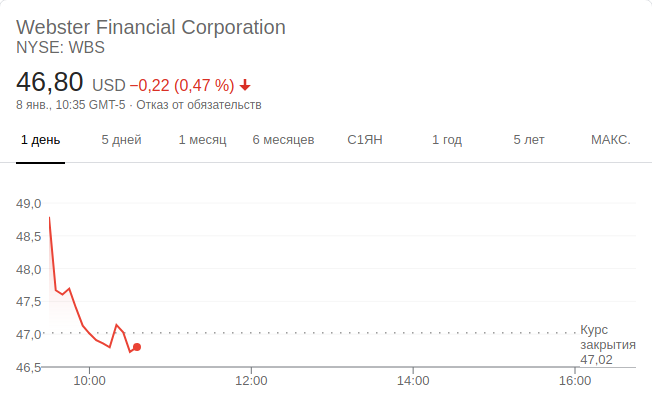 Webster Financial Corporation
NYSE: WBS
46,80 USD −0,22 (0,47 %)
8 янв., 10:35 GMT-5 · Отказ от обязательств
1 день 5 дней 1 месяц 6 месяцев С1ЯН 1 год 5 лет МАКС.
49,0
48,5
48,0
47,5
47,0
46,5
Курс
закрытия
47,02
10:00 12:00 14:00 16:00